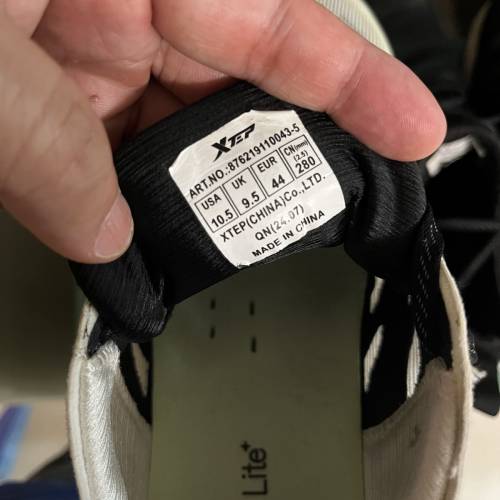 XTEP
ART.NO.:876219110043-5
USA UK EUR CN(mm)
10.5 9.5 44 (2.5) 280
XTEP(CHINA)Co.,LTD.
QN(24.07)
MADE IN CHINA
Lite+